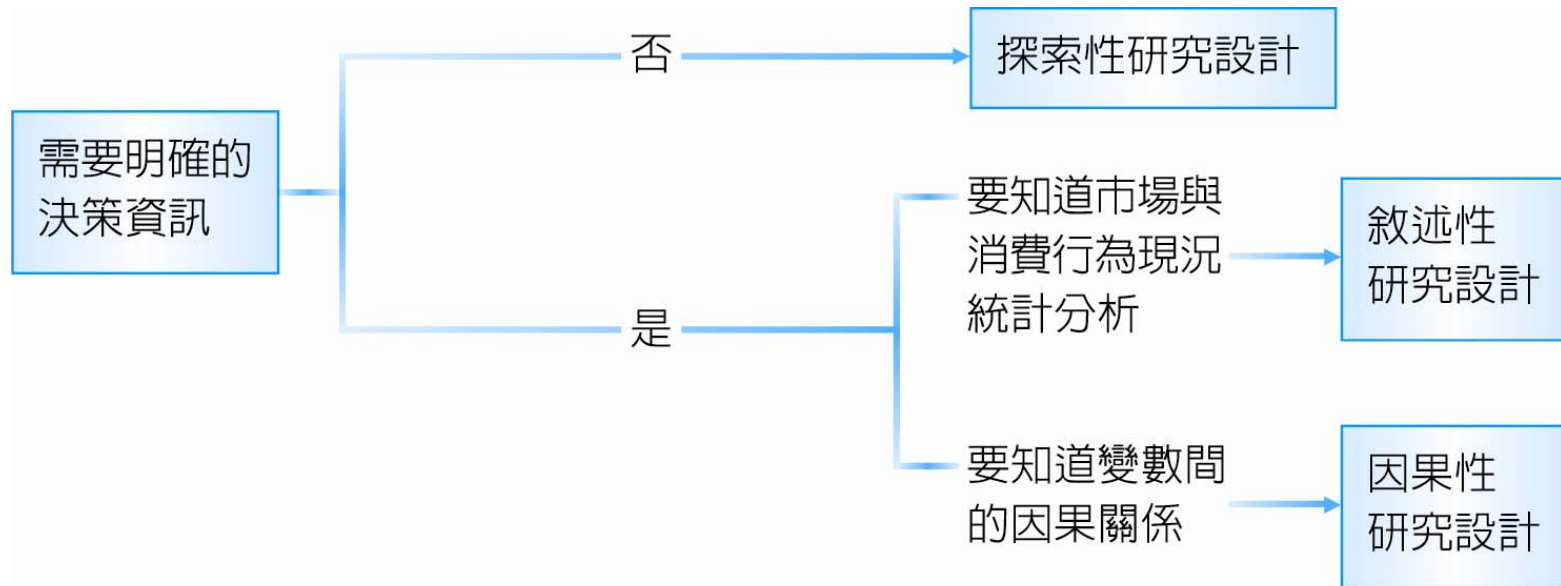 否
探索性研究設計
需要明確的
決策資訊
是
要知道市場與
消費行為現況
統計分析
敘述性
研究設計
要知道變數間
的因果關係
因果性
研究設計